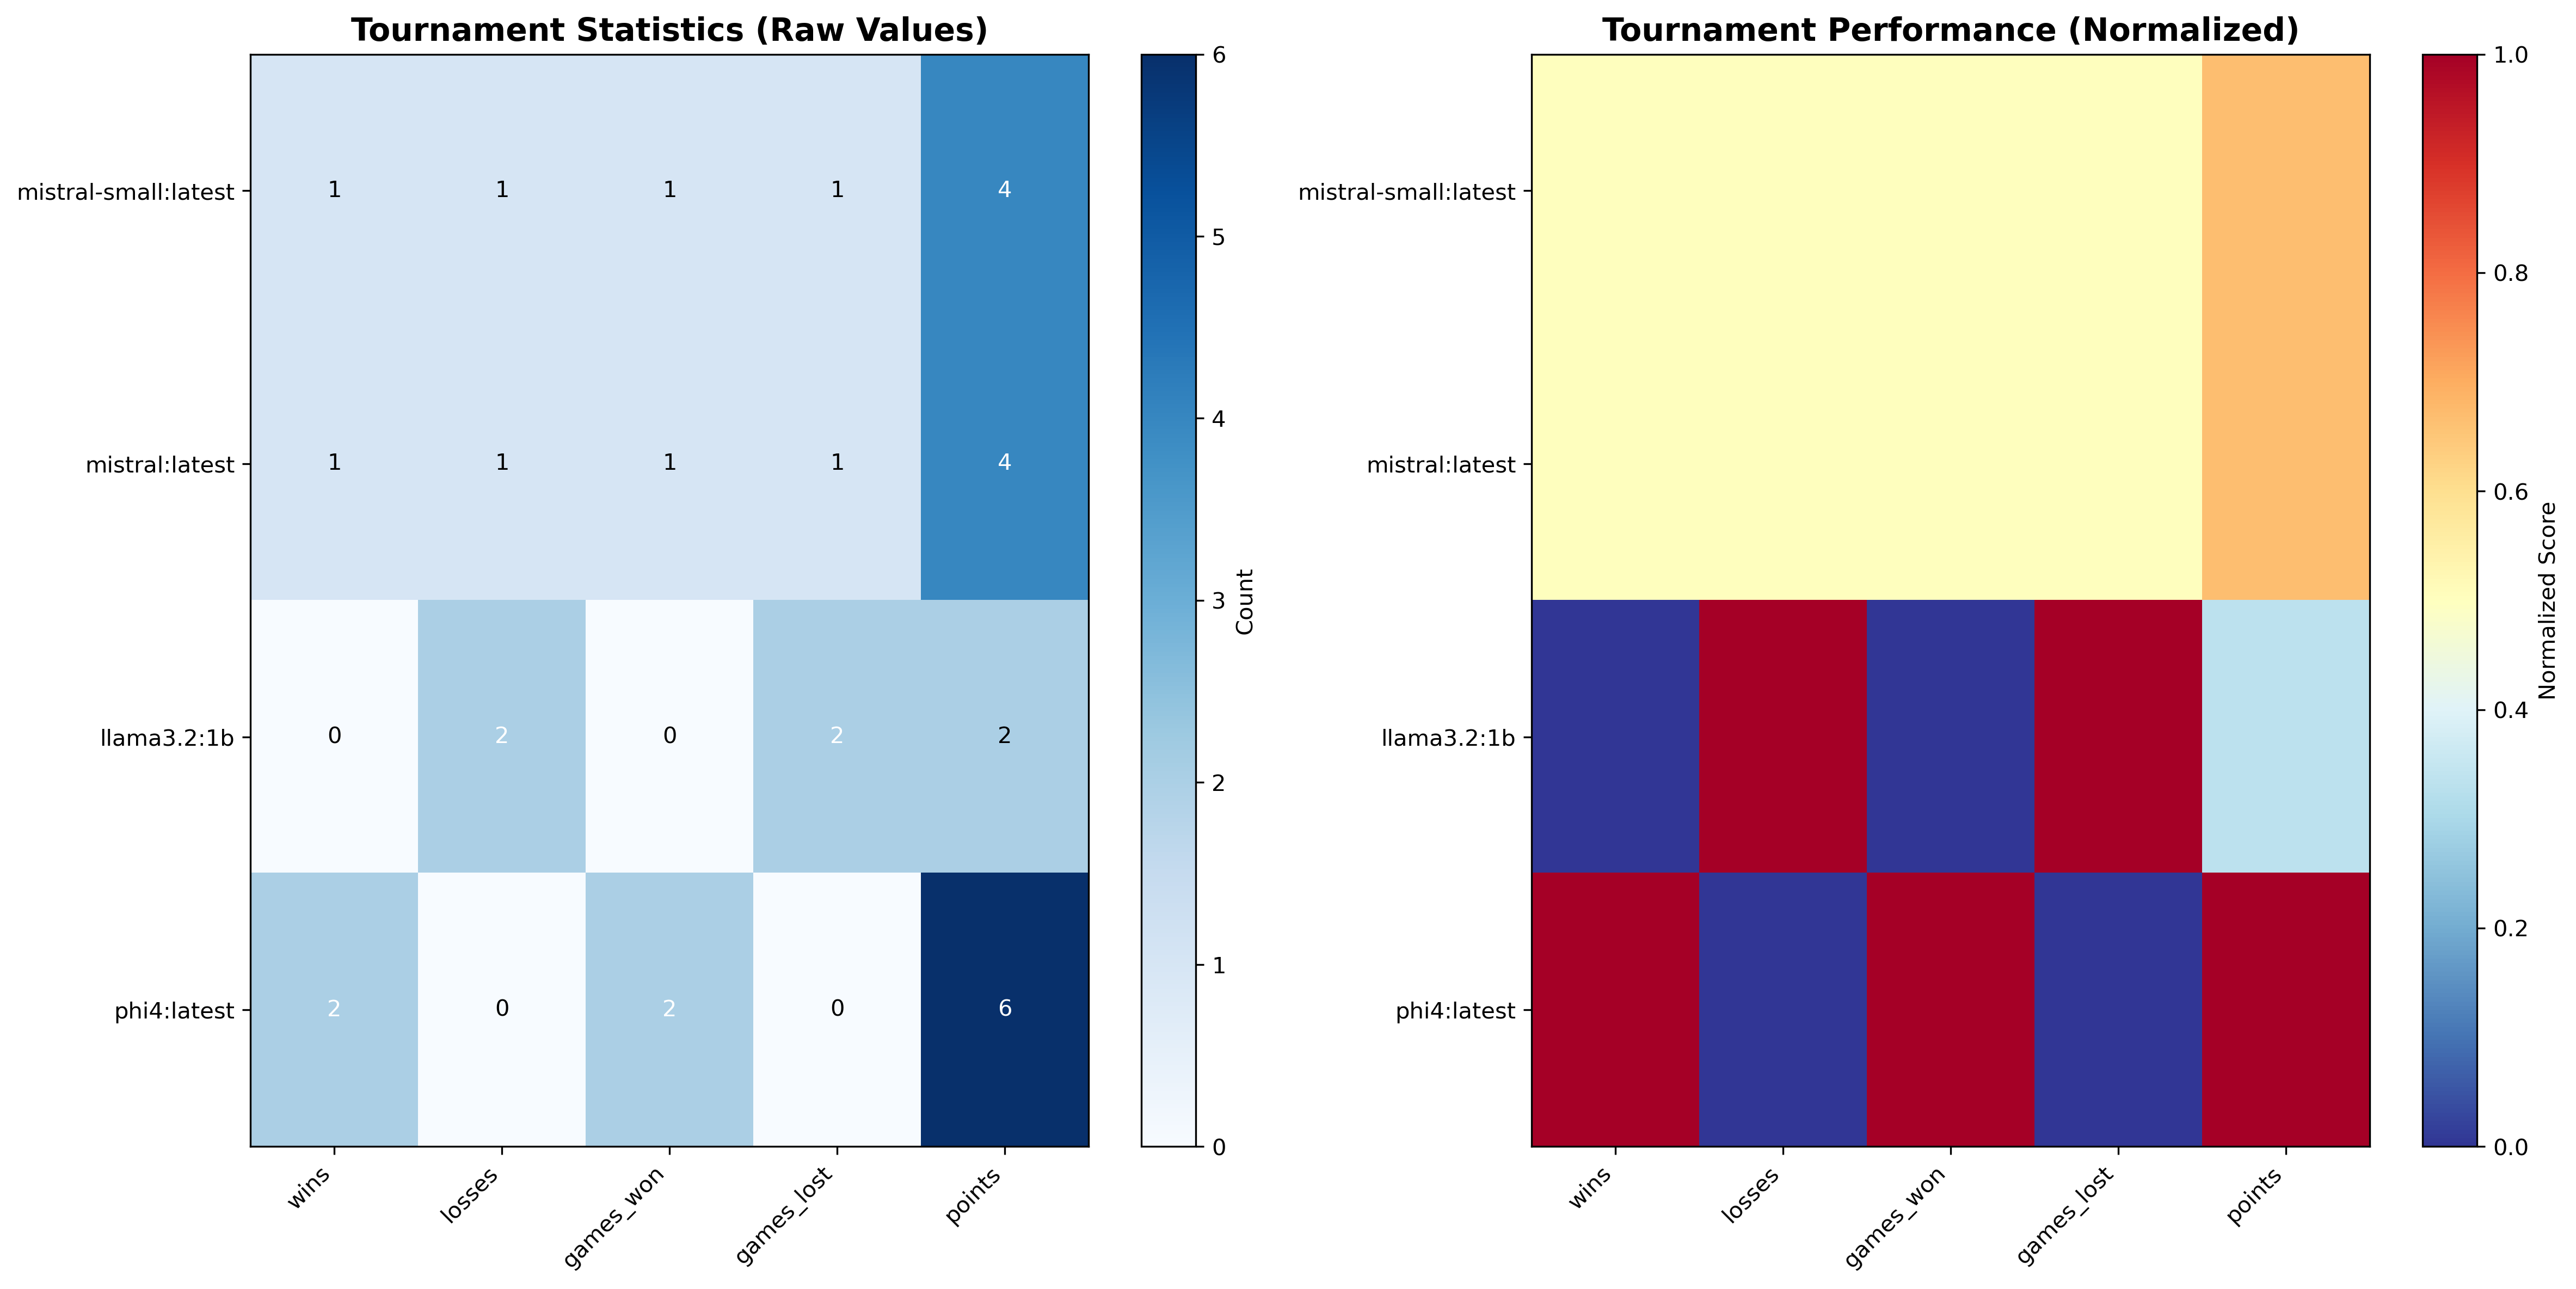 Tournament Statistics (Raw Values)
mistral-small:latest
1 1 1 1 4
mistral:latest
1 1 1 1 4
llama3.2:1b
0 2 0 2 2
phi4:latest
2 0 2 0 6
wins
losses
games_won
games_lost
points
6
5
4
3
2
1
0
Count
Tournament Performance (Normalized)
mistral-small:latest
mistral:latest
llama3.2:1b
phi4:latest
wins
losses
games_won
games_lost
points
1.0
0.8
0.6
0.4
0.2
0.0
Normalized Score